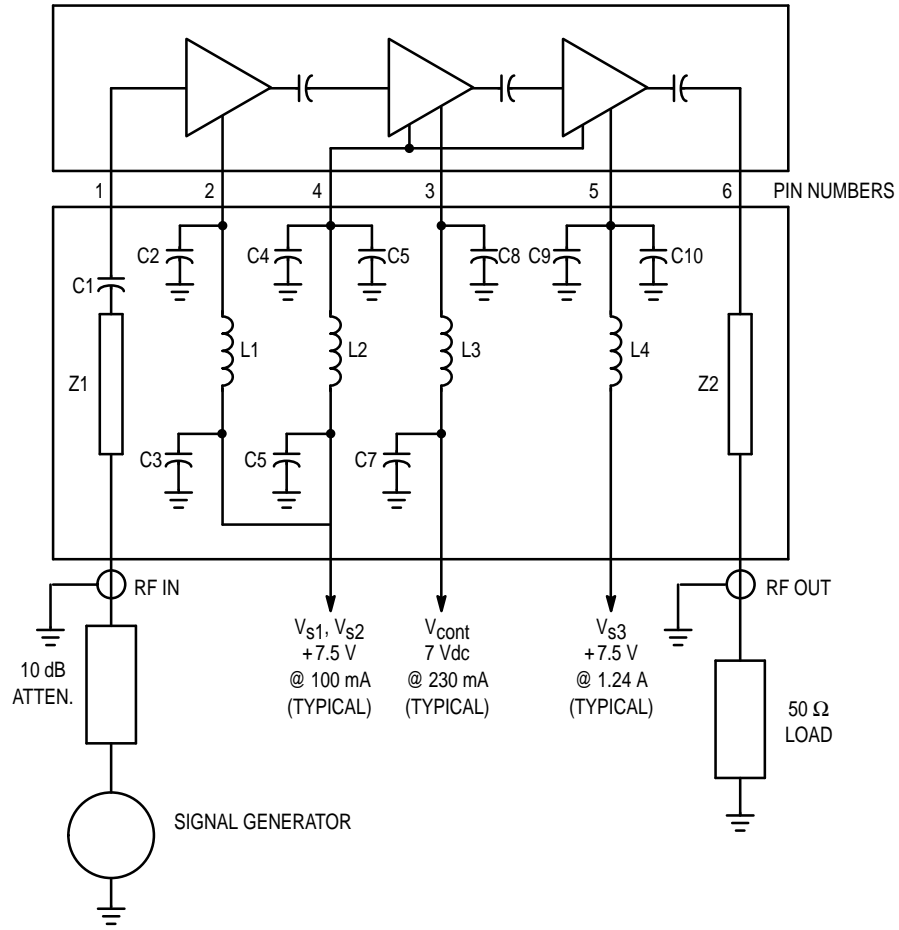 1
2
4
3
5
6
PIN NUMBERS
C1
C2
C4
C5
C8
C9
C10
Z1
L1
L2
L3
L4
Z2
C3
C5
C7
RF IN
RF OUT
10 dB
ATTEN.
Vs1, Vs2
+7.5 V
@ 100 mA
(TYPICAL)
Vcont
7 Vdc
@ 230 mA
(TYPICAL)
Vs3
+7.5 V
@ 1.24 A
(TYPICAL)
50 Ω
LOAD
SIGNAL GENERATOR